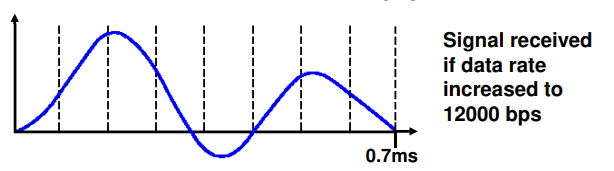 Signal received
if data rate
increased to
12000 bps
0.7ms